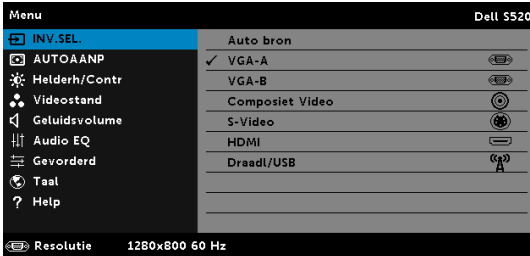 Menu Dell S520
INV.SEL. Auto bron
AUTOAANP ✓ VGA-A
Helderh/Contr VGA-B
Videostand Composiet Video
Geluidsvolume S-Video
Audio EQ HDMI
Gevorderd Draadl/USB
Taal
? Help
Resolutie 1280x800 60 Hz